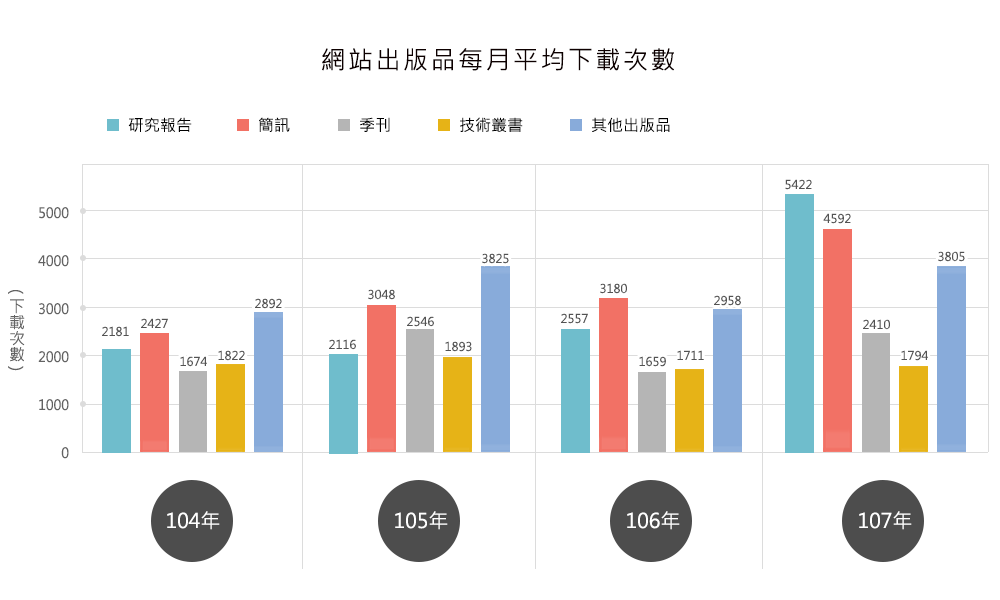 網站出版品每月平均下載次數
研究報告 簡訊 季刊 技術叢書 其他出版品
(下載次數)
5000
4000
3000
2000
1000
0
2181 2427 1674 1822 2892
2116 3048 2546 1893 3825
2557 3180 1659 1711 2958
5422 4592 2410 1794 3805
104年 105年 106年 107年